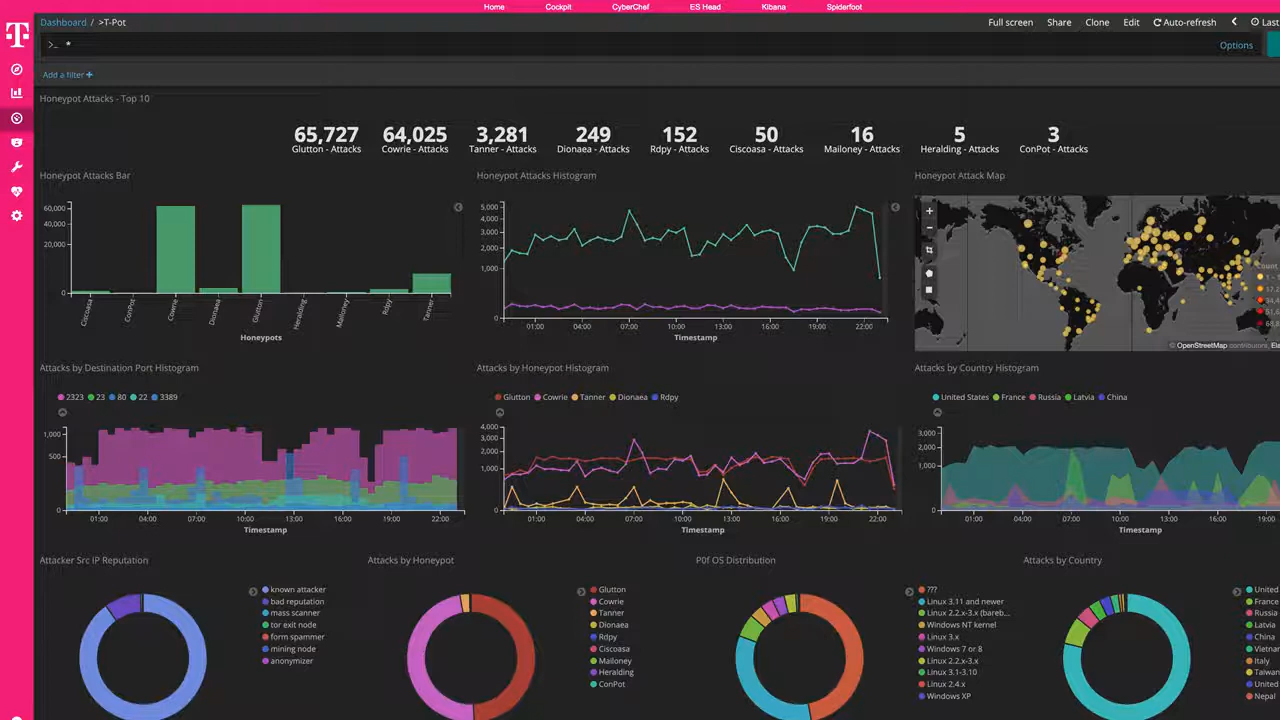 Home Cockpit CyberChef ES Head Kibana Spiderfoot
T
Dashboard / >T-Pot Full screen Share Clone Edit Auto-refresh Last
>_ * Options
Add a filter +
Honeypot Attacks - Top 10
65,727 64,025 3,281 249 152 50 16 5 3
Glutton - Attacks Cowrie - Attacks Tanner - Attacks Dionaea - Attacks Rdpy - Attacks Ciscoasa - Attacks Mailoney - Attacks Heralding - Attacks ConPot - Attacks
Honeypot Attacks Bar
60,000
40,000
20,000
0
Ciscoasa ConPot Cowrie Dionaea Glutton Heralding Mailoney Rdpy Tanner
Honeypots
Honeypot Attacks Histogram
5,000
4,000
3,000
2,000
1,000
0
01:00 04:00 07:00 10:00 13:00 16:00 19:00 22:00
Timestamp
Honeypot Attack Map
+
−
Count
© OpenStreetMap contributors, Ela
Attacks by Destination Port Histogram
2323 23 80 22 3389
1,000
500
0
01:00 04:00 07:00 10:00 13:00 16:00 19:00 22:00
Timestamp
Attacks by Honeypot Histogram
Glutton Cowrie Tanner Dionaea Rdpy
4,000
3,000
2,000
1,000
0
01:00 04:00 07:00 10:00 13:00 16:00 19:00 22:00
Timestamp
Attacks by Country Histogram
United States France Russia Latvia China
3,000
2,000
1,000
0
01:00 04:00 07:00 10:00 13:00 16:00 19:00
Timestamp
Attacker Src IP Reputation
known attacker
bad reputation
mass scanner
tor exit node
form spammer
mining node
anonymizer
Attacks by Honeypot
Glutton
Cowrie
Tanner
Dionaea
Rdpy
Ciscoasa
Mailoney
Heralding
ConPot
P0f OS Distribution
???
Linux 3.11 and newer
Linux 2.2.x-3.x (bareb...
Windows NT kernel
Linux 3.x
Windows 7 or 8
Linux 2.2.x-3.x
Linux 3.1-3.10
Linux 2.4.x
Windows XP
Attacks by Country
United
France
Russia
Latvia
China
Vietnar
Italy
Taiwan
United
Nepal